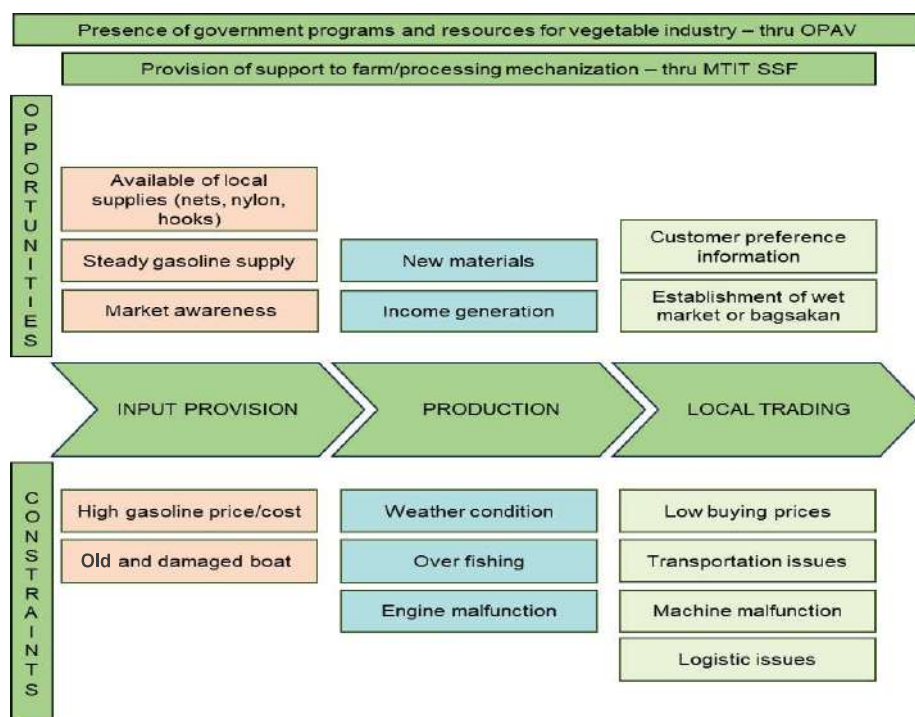 Presence of government programs and resources for vegetable industry – thru OPAV
Provision of support to farm/processing mechanization – thru MTIT SSF
OPPORTUNITIES
Available of local
supplies (nets, nylon,
hooks)
Steady gasoline supply
Market awareness
New materials
Income generation
Customer preference
information
Establishment of wet
market or bagsakan
INPUT PROVISION
PRODUCTION
LOCAL TRADING
CONSTRAINTS
High gasoline price/cost
Old and damaged boat
Weather condition
Over fishing
Engine malfunction
Low buying prices
Transportation issues
Machine malfunction
Logistic issues